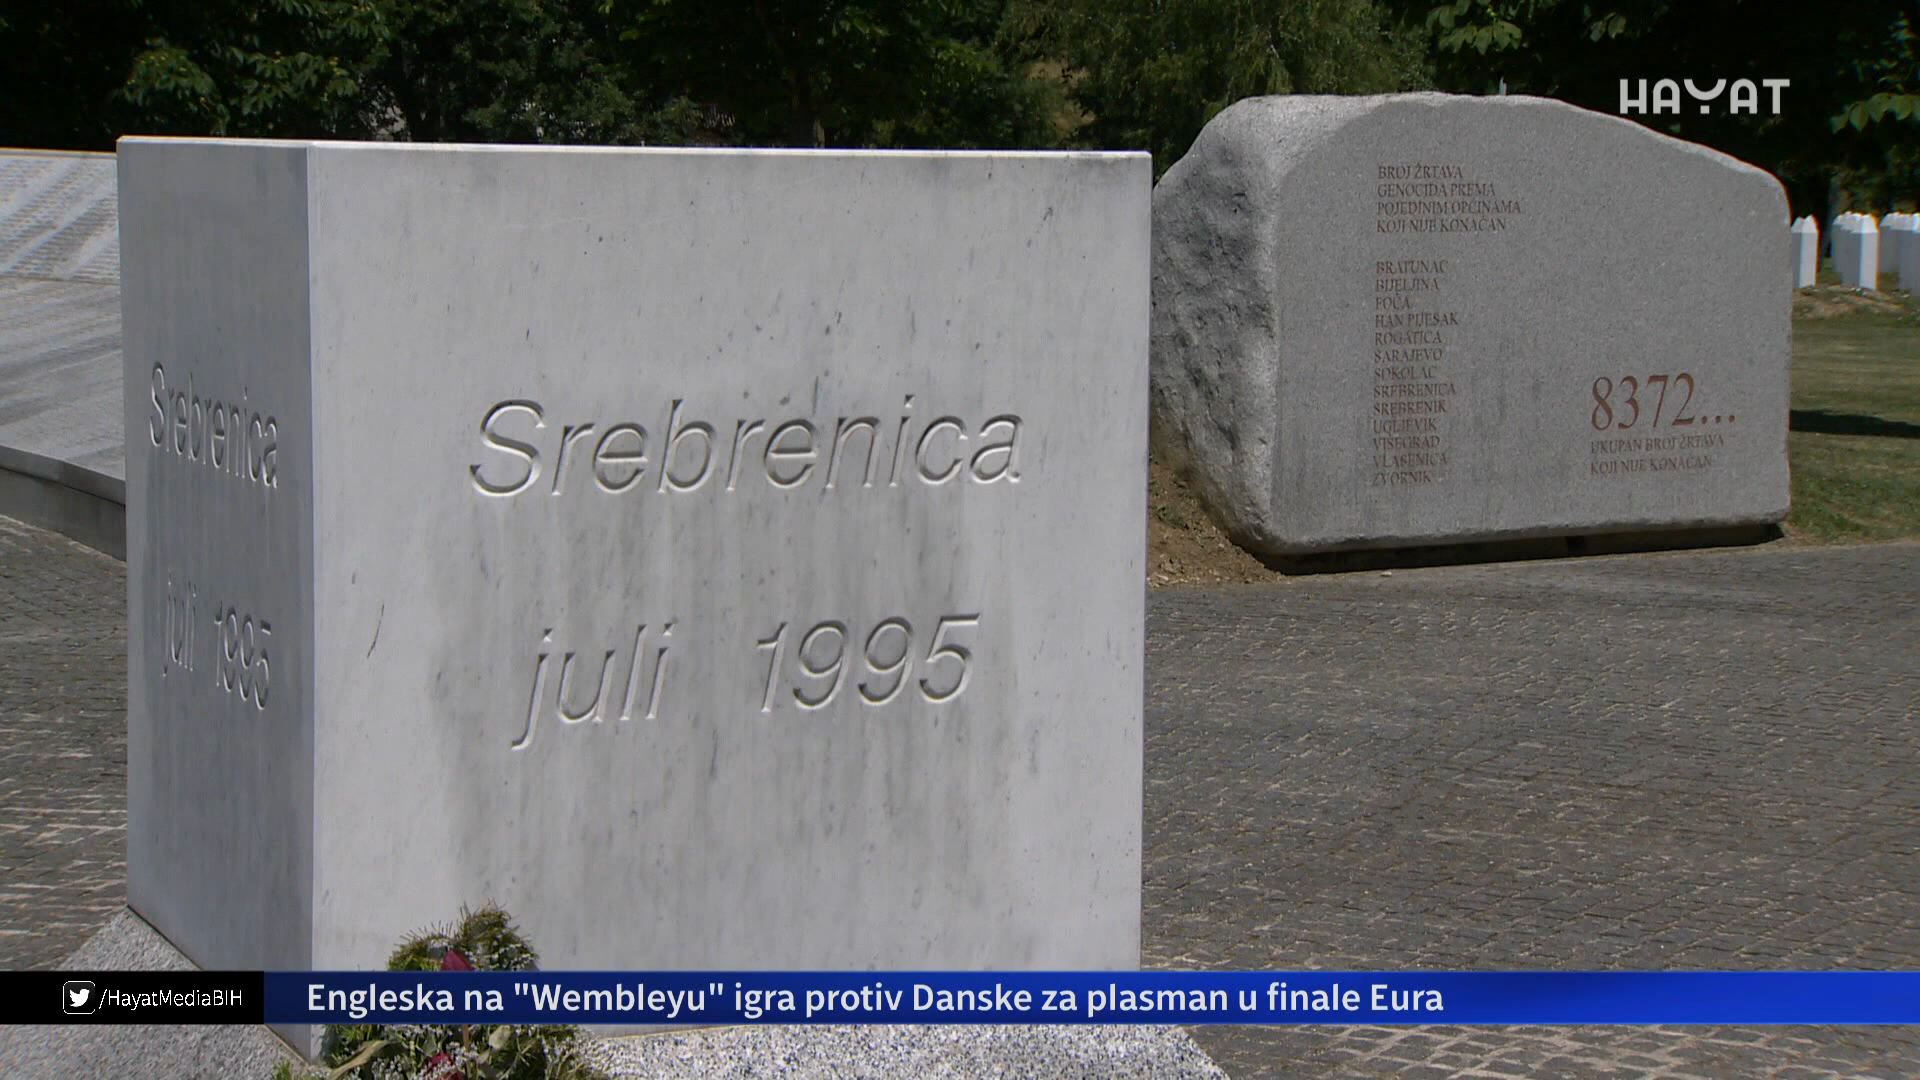 HAYAT
BROJ ŽRTAVA
GENOCIDA PREMA
POJEDINIM OPĆINAMA
KOJI NIJE KONAČAN
BRATUNAC
BIJELJINA
FOČA
HAN PIJESAK
ROGATICA
SARAJEVO
SOKOLAC
SREBRENICA
SREBRENIK
UGLJEVIK
VIŠEGRAD
VLASENICA
ZVORNIK
8372...
UKUPAN BROJ ŽRTAVA
KOJI NIJE KONAČAN
Srebrenica
juli 1995
Srebrenica
juli 1995
/HayatMediaBIH
Engleska na "Wembleyu" igra protiv Danske za plasman u finale Eura